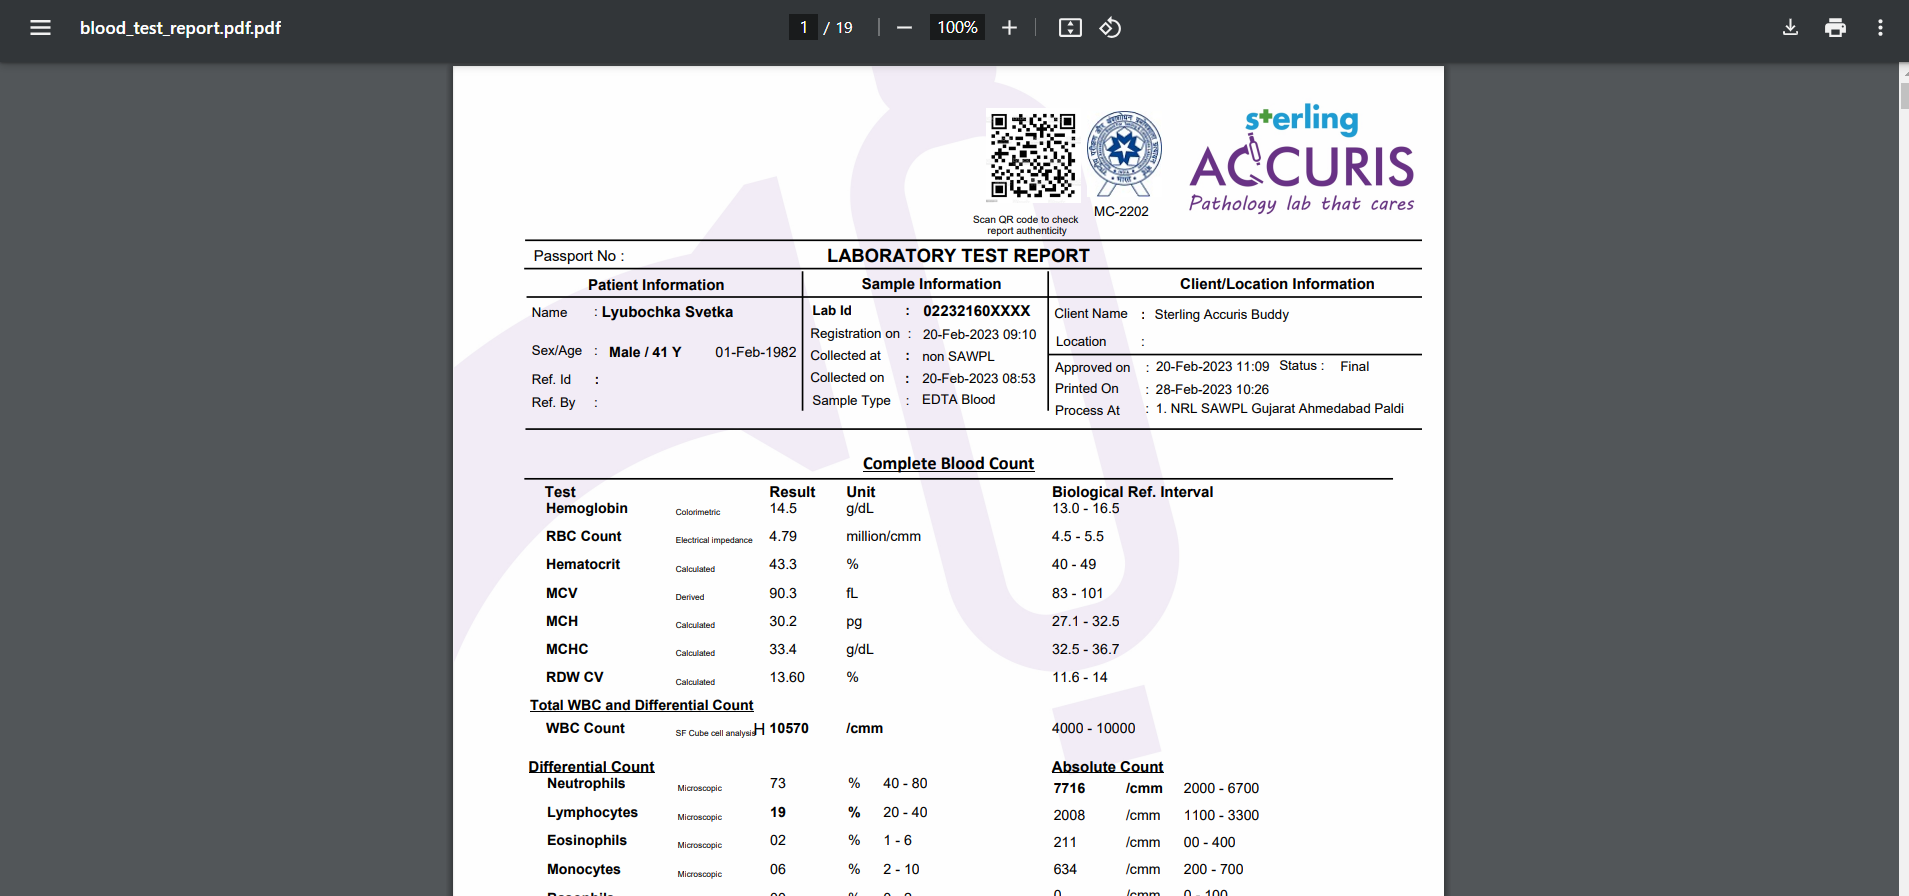 blood_test_report.pdf.pdf
1 / 19
100%
sterling
ACCURIS
Pathology lab that cares
MC-2202
Scan QR code to check
report authenticity
Passport No :
LABORATORY TEST REPORT
Patient Information
Name : Lyubochka Svetka
Sex/Age : Male / 41 Y 01-Feb-1982
Ref. Id :
Ref. By :
Sample Information
Lab Id : 02232160XXXX
Registration on : 20-Feb-2023 09:10
Collected at : non SAWPL
Collected on : 20-Feb-2023 08:53
Sample Type : EDTA Blood
Client/Location Information
Client Name : Sterling Accuris Buddy
Location :
Approved on : 20-Feb-2023 11:09 Status : Final
Printed On : 28-Feb-2023 10:26
Process At : 1. NRL SAWPL Gujarat Ahmedabad Paldi
Complete Blood Count
Test Result Unit Biological Ref. Interval
Hemoglobin Colorimetric 14.5 g/dL 13.0 - 16.5
RBC Count Electrical impedance 4.79 million/cmm 4.5 - 5.5
Hematocrit Calculated 43.3 % 40 - 49
MCV Derived 90.3 fL 83 - 101
MCH Calculated 30.2 pg 27.1 - 32.5
MCHC Calculated 33.4 g/dL 32.5 - 36.7
RDW CV Calculated 13.60 % 11.6 - 14
Total WBC and Differential Count
WBC Count SF Cube cell analysis H 10570 /cmm 4000 - 10000
Differential Count Absolute Count
Neutrophils Microscopic 73 % 40 - 80 7716 /cmm 2000 - 6700
Lymphocytes Microscopic 19 % 20 - 40 2008 /cmm 1100 - 3300
Eosinophils Microscopic 02 % 1 - 6 211 /cmm 00 - 400
Monocytes Microscopic 06 % 2 - 10 634 /cmm 200 - 700